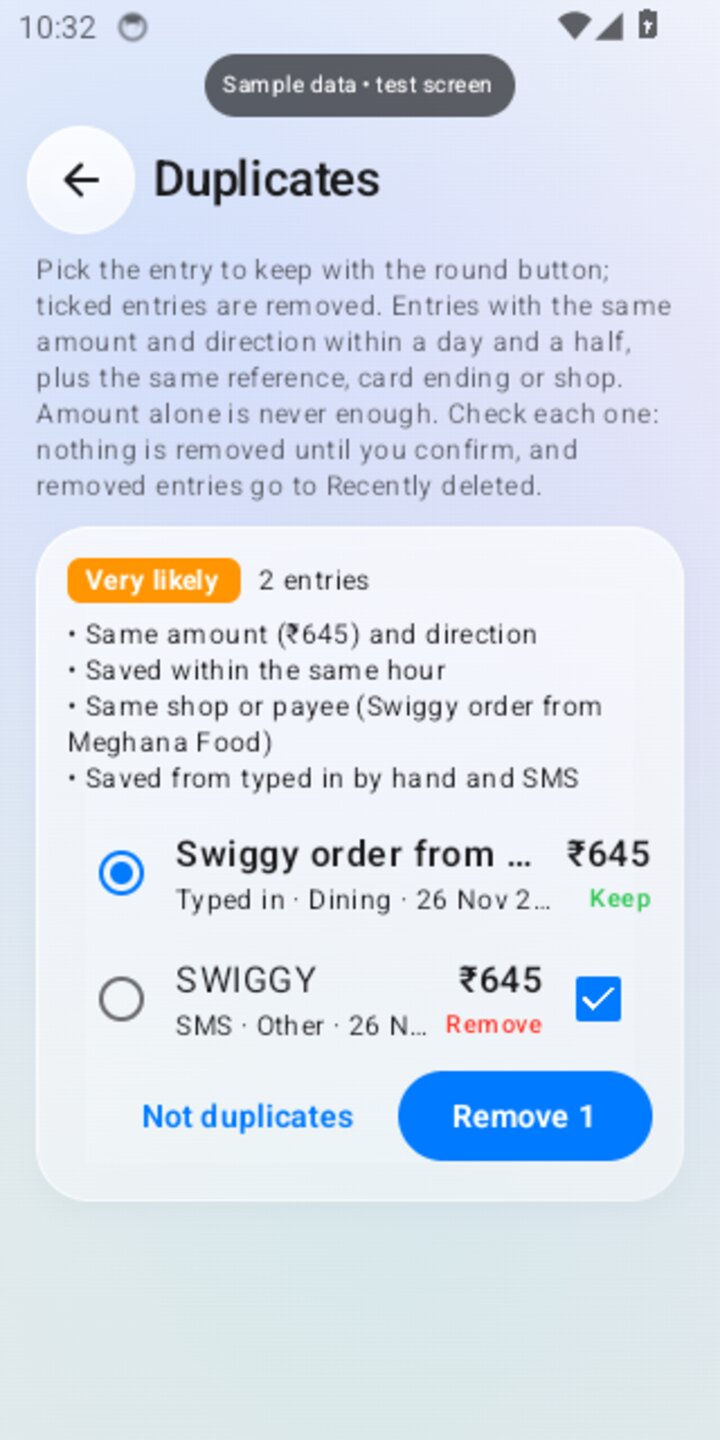 10:32
Sample data • test screen
Duplicates
Pick the entry to keep with the round button;
ticked entries are removed. Entries with the same
amount and direction within a day and a half,
plus the same reference, card ending or shop.
Amount alone is never enough. Check each one:
nothing is removed until you confirm, and
removed entries go to Recently deleted.
Very likely 2 entries
• Same amount (₹645) and direction
• Saved within the same hour
• Same shop or payee (Swiggy order from
Meghana Food)
• Saved from typed in by hand and SMS
Swiggy order from ... ₹645
Typed in · Dining · 26 Nov 2... Keep
SWIGGY ₹645
SMS · Other · 26 N... Remove
Not duplicates Remove 1